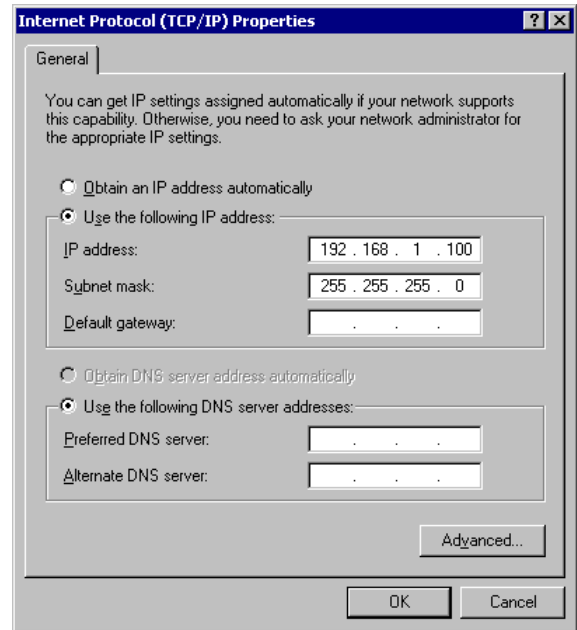 Internet Protocol (TCP/IP) Properties
General
You can get IP settings assigned automatically if your network supports
this capability. Otherwise, you need to ask your network administrator for
the appropriate IP settings.
Obtain an IP address automatically
Use the following IP address:
IP address: 192 . 168 . 1 . 100
Subnet mask: 255 . 255 . 255 . 0
Default gateway: . . .
Obtain DNS server address automatically
Use the following DNS server addresses:
Preferred DNS server: . . .
Alternate DNS server: . . .
Advanced...
OK Cancel